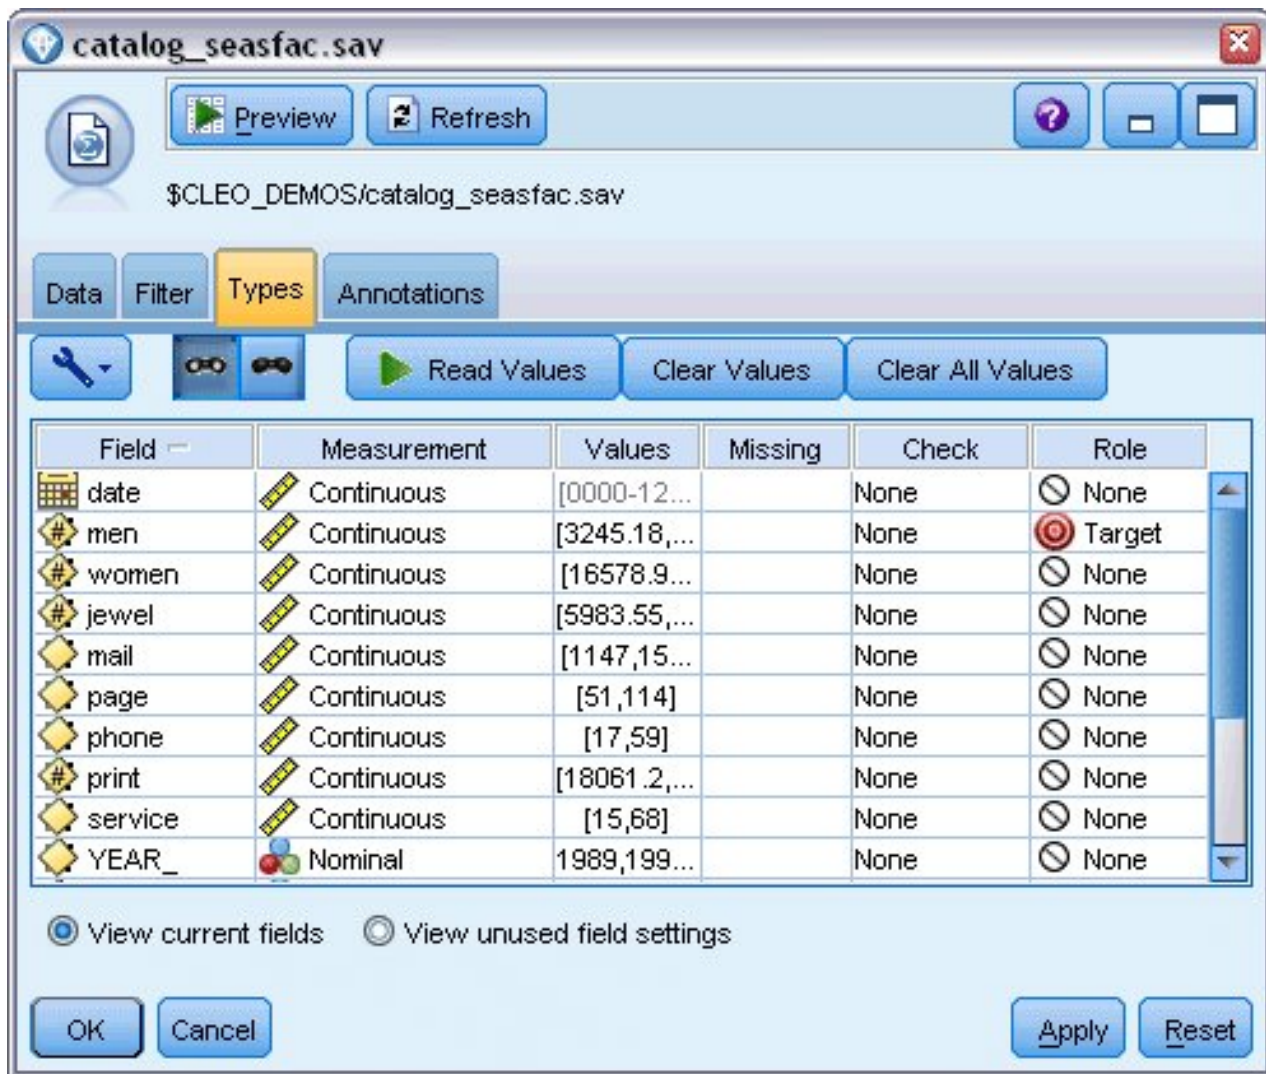 catalog_seasfac.sav
Preview Refresh
$CLEO_DEMOS/catalog_seasfac.sav
Data Filter Types Annotations
Read Values Clear Values Clear All Values
Field Measurement Values Missing Check Role
date Continuous [0000-12... None None
# men Continuous [3245.18,... None Target
# women Continuous [16578.9... None None
# jewel Continuous [5983.55,... None None
mail Continuous [1147,15... None None
page Continuous [51,114] None None
phone Continuous [17,59] None None
# print Continuous [18061.2,... None None
service Continuous [15,68] None None
YEAR_ Nominal 1989,199... None None
View current fields View unused field settings
OK Cancel Apply Reset